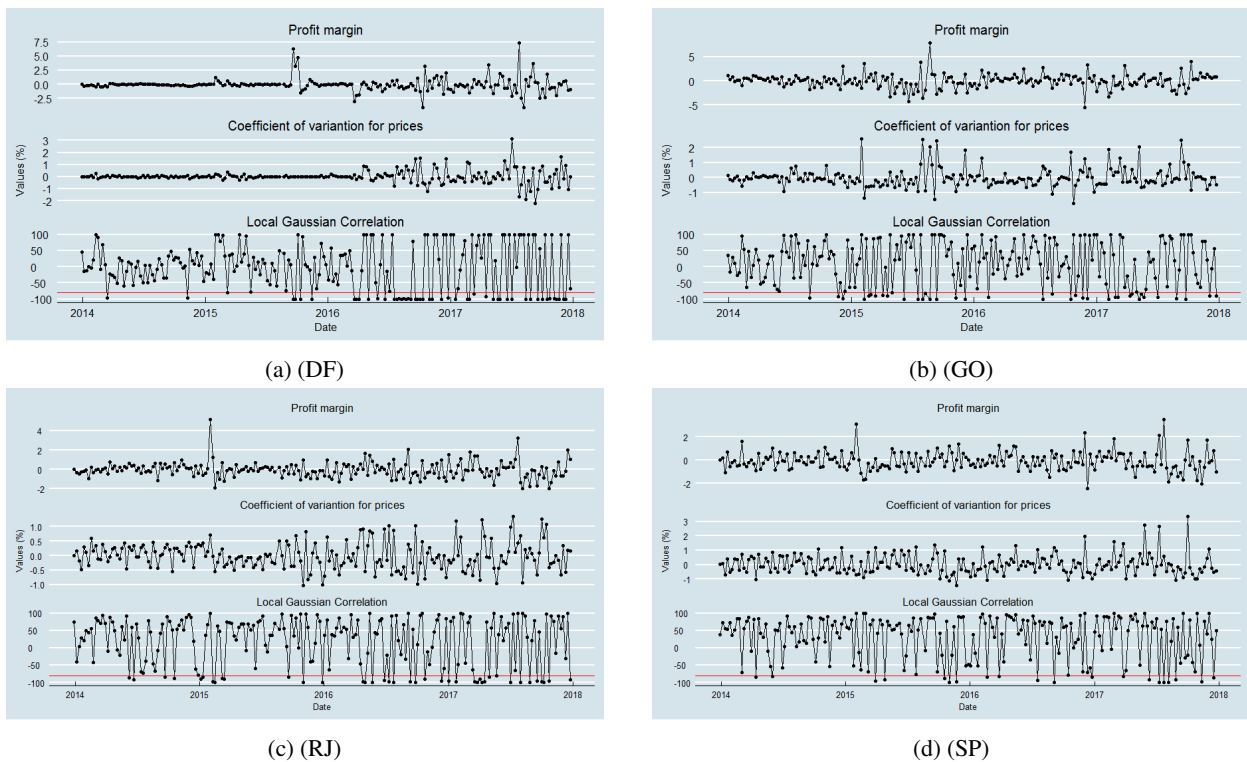 Profit margin
7.5
5.0
2.5
0.0
-2.5
Coefficient of variantion for prices
3
2
1
0
-1
-2
Values (%)
Local Gaussian Correlation
100
50
0
-50
-100
2014 2015 2016 2017 2018
Date
(a) (DF)
Profit margin
5
0
-5
Coefficient of variantion for prices
2
1
0
-1
Values (%)
Local Gaussian Correlation
100
50
0
-50
-100
2014 2015 2016 2017 2018
Date
(b) (GO)
Profit margin
4
2
0
-2
Coefficient of variantion for prices
1.0
0.5
0.0
-0.5
-1.0
Values (%)
Local Gaussian Correlation
100
50
0
-50
-100
2014 2015 2016 2017 2018
Date
(c) (RJ)
Profit margin
2
0
-2
Coefficient of variantion for prices
3
2
1
0
-1
Values (%)
Local Gaussian Correlation
100
50
0
-50
-100
2014 2015 2016 2017 2018
Date
(d) (SP)